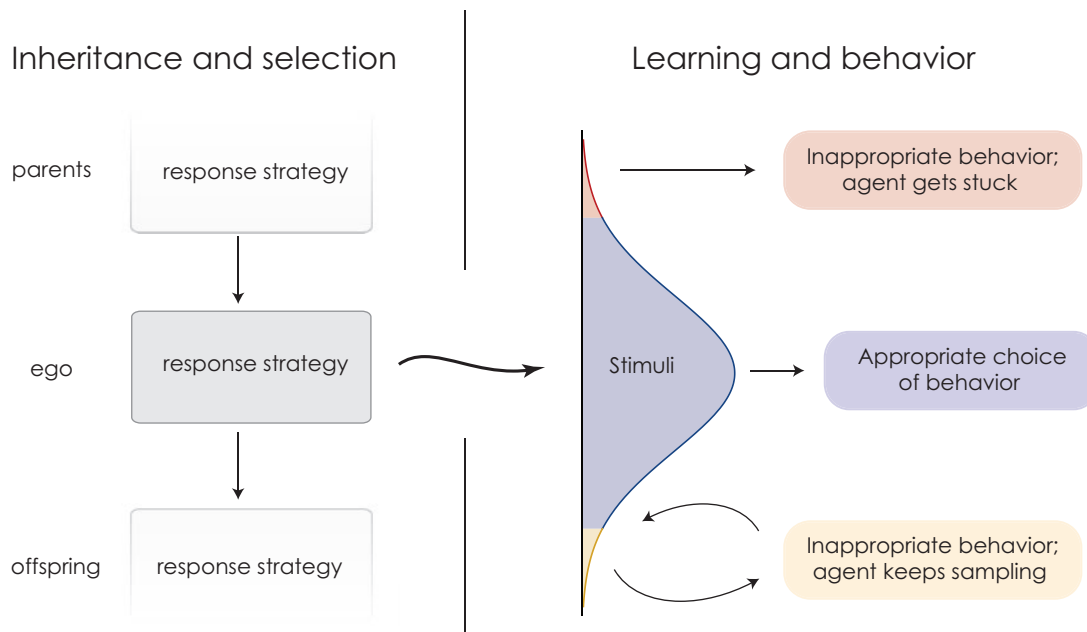 Inheritance and selection
parents
response strategy
ego
response strategy
offspring
response strategy
Learning and behavior
Stimuli
Inappropriate behavior;
agent gets stuck
Appropriate choice
of behavior
Inappropriate behavior;
agent keeps sampling